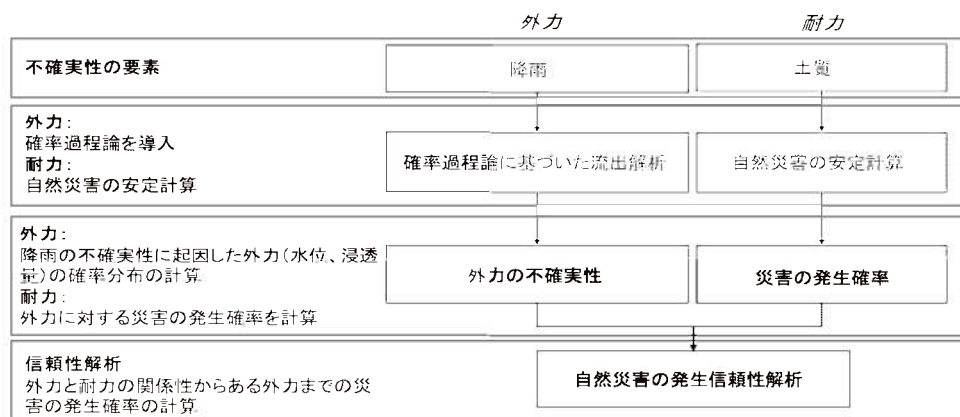 外力
耐力
不確実性の要素
降雨
土質
外力:
確率過程論を導入
耐力:
自然災害の安定計算
確率過程論に基づいた流出解析
自然災害の安定計算
外力:
降雨の不確実性に起因した外力(水位、浸透
量)の確率分布の計算
耐力:
外力に対する災害の発生確率を計算
外力の不確実性
災害の発生確率
信頼性解析
外力と耐力の関係性からある外力までの災
害の発生確率の計算
自然災害の発生信頼性解析